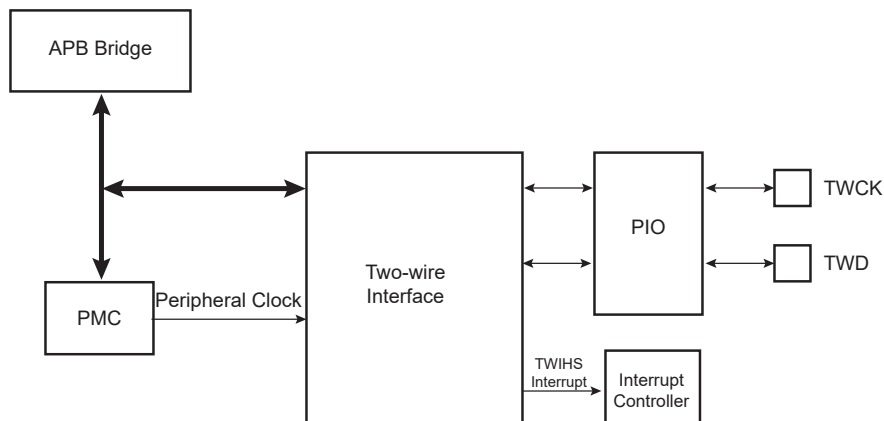 APB Bridge
TWCK
PIO
Two-wire
Interface
TWD
Peripheral Clock
PMC
TWIHS
Interrupt
Interrupt
Controller